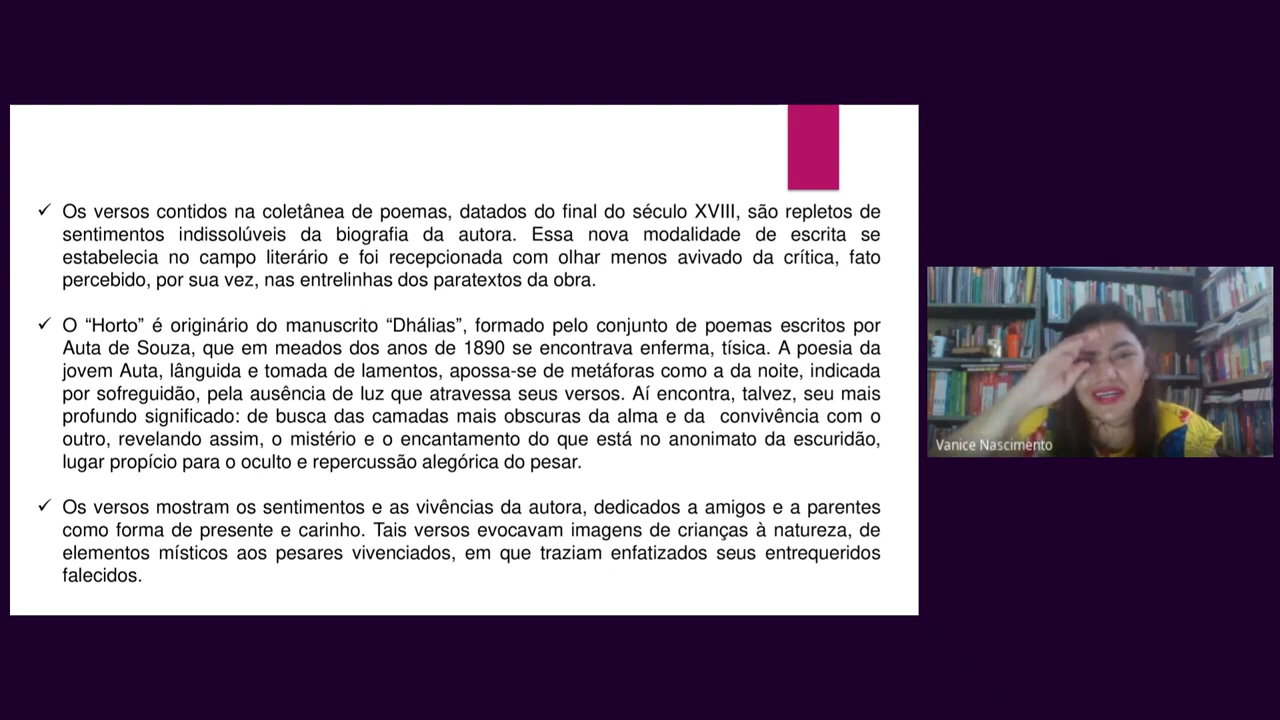 ✓ Os versos contidos na coletânea de poemas, datados do final do século XVIII, são repletos de
sentimentos indissolúveis da biografia da autora. Essa nova modalidade de escrita se
estabelecia no campo literário e foi recepcionada com olhar menos avivado da crítica, fato
percebido, por sua vez, nas entrelinhas dos paratextos da obra.
✓ O “Horto” é originário do manuscrito “Dhálias”, formado pelo conjunto de poemas escritos por
Auta de Souza, que em meados dos anos de 1890 se encontrava enferma, tísica. A poesia da
jovem Auta, lânguida e tomada de lamentos, apossa-se de metáforas como a da noite, indicada
por sofreguidão, pela ausência de luz que atravessa seus versos. Aí encontra, talvez, seu mais
profundo significado: de busca das camadas mais obscuras da alma e da convivência com o
outro, revelando assim, o mistério e o encantamento do que está no anonimato da escuridão,
lugar propício para o oculto e repercussão alegórica do pesar.
✓ Os versos mostram os sentimentos e as vivências da autora, dedicados a amigos e a parentes
como forma de presente e carinho. Tais versos evocavam imagens de crianças à natureza, de
elementos místicos aos pesares vivenciados, em que traziam enfatizados seus entrequeridos
falecidos.
Vanice Nascimento